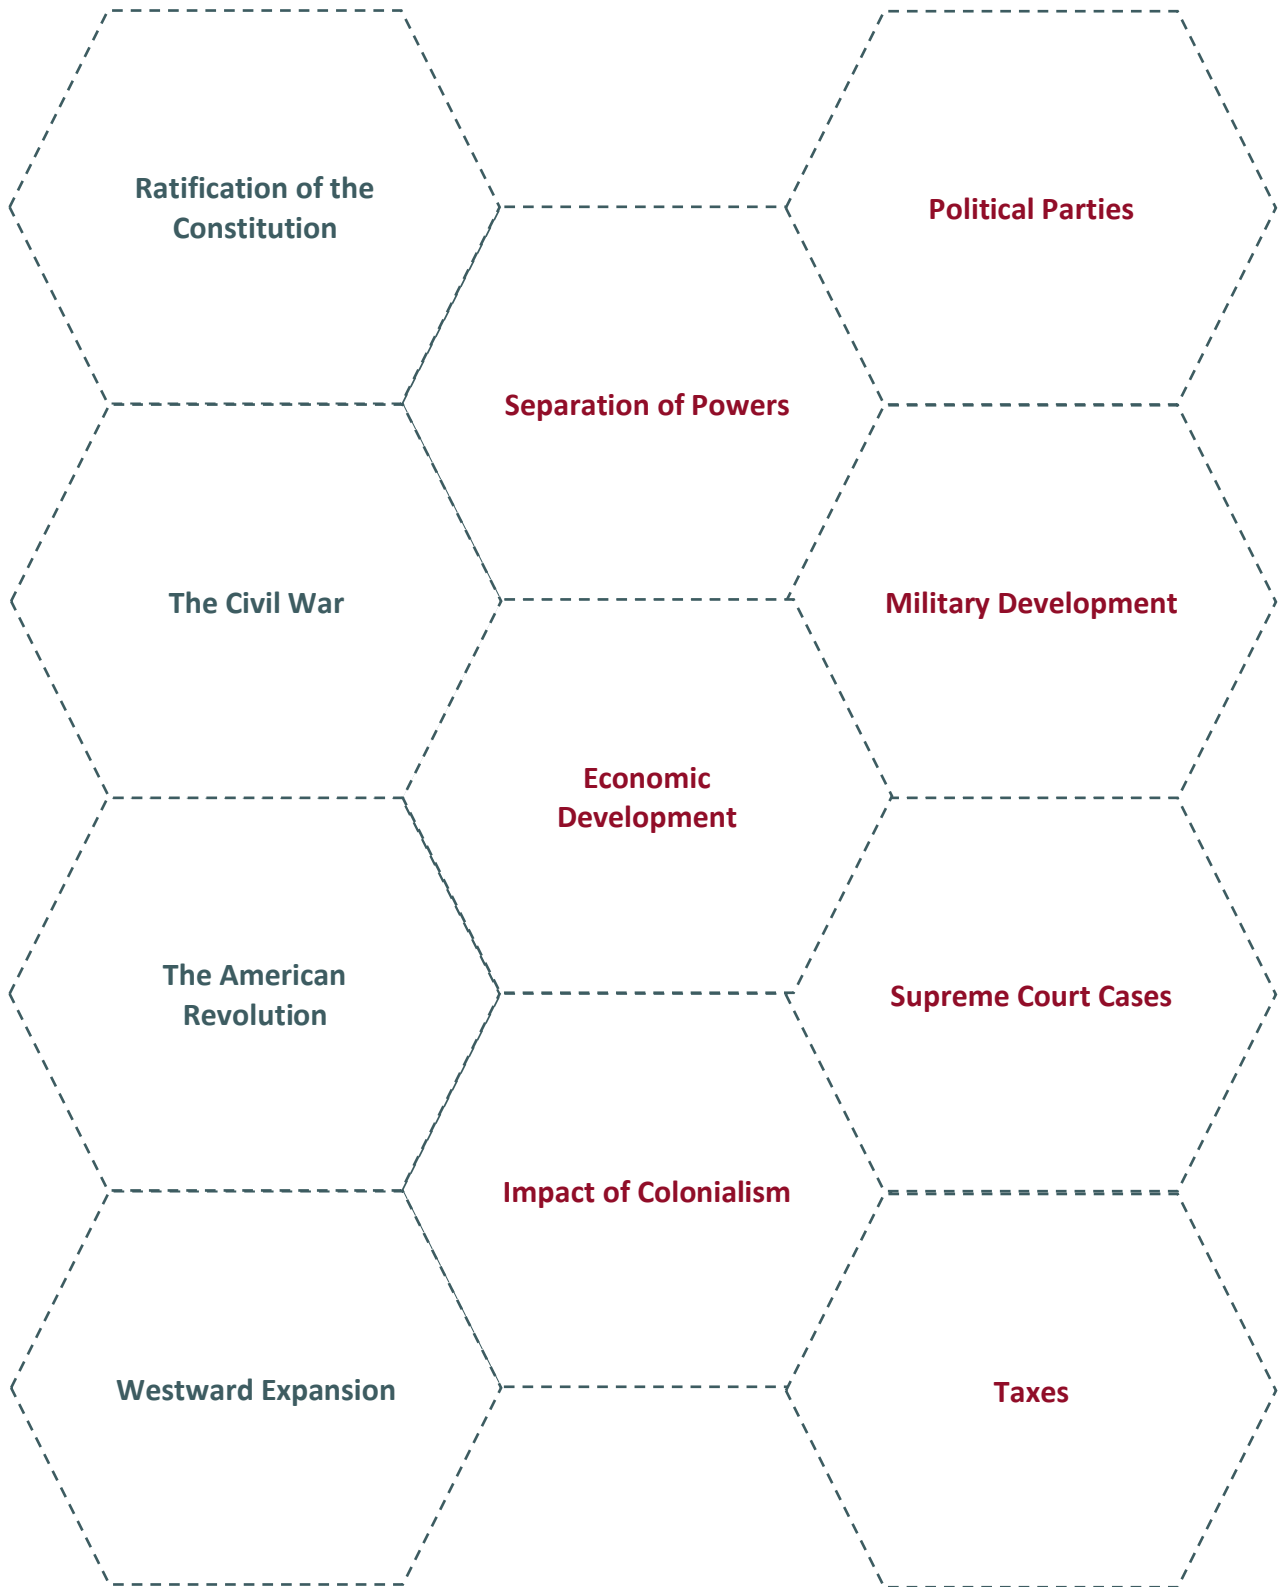 Ratification of the
Constitution
Political Parties
Separation of Powers
The Civil War
Military Development
Economic
Development
The American
Revolution
Supreme Court Cases
Impact of Colonialism
Westward Expansion
Taxes